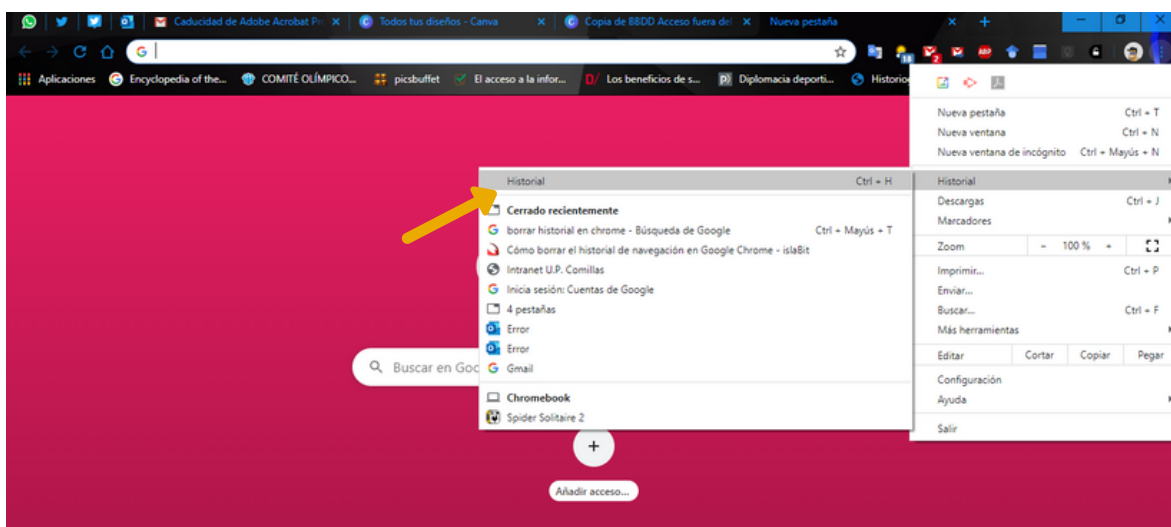 Caducidad de Adobe Acrobat Pr
Todos tus diseños - Canva
Copia de BBDD Acceso fuera del
Nueva pestaña
Aplicaciones
Encyclopedia of the...
COMITÉ OLÍMPICO...
picsbuffet
El acceso a la infor...
Los beneficios de s...
Diplomacia deporti...
Historio
Nueva pestaña Ctrl + T
Nueva ventana Ctrl + N
Nueva ventana de incógnito Ctrl + Mayús + N
Historial
Descargas Ctrl + J
Marcadores
Zoom - 100 % +
Imprimir... Ctrl + P
Enviar...
Buscar... Ctrl + F
Más herramientas
Editar Cortar Copiar Pegar
Configuración
Ayuda
Salir
Historial Ctrl + H
Cerrado recientemente
borrar historial en chrome - Búsqueda de Google Ctrl + Mayús + T
Cómo borrar el historial de navegación en Google Chrome - islaBit
Intranet U.P. Comillas
Inicia sesión: Cuentas de Google
4 pestañas
Error
Error
Gmail
Chromebook
Spider Solitaire 2
Buscar en Goo
Añadir acceso...